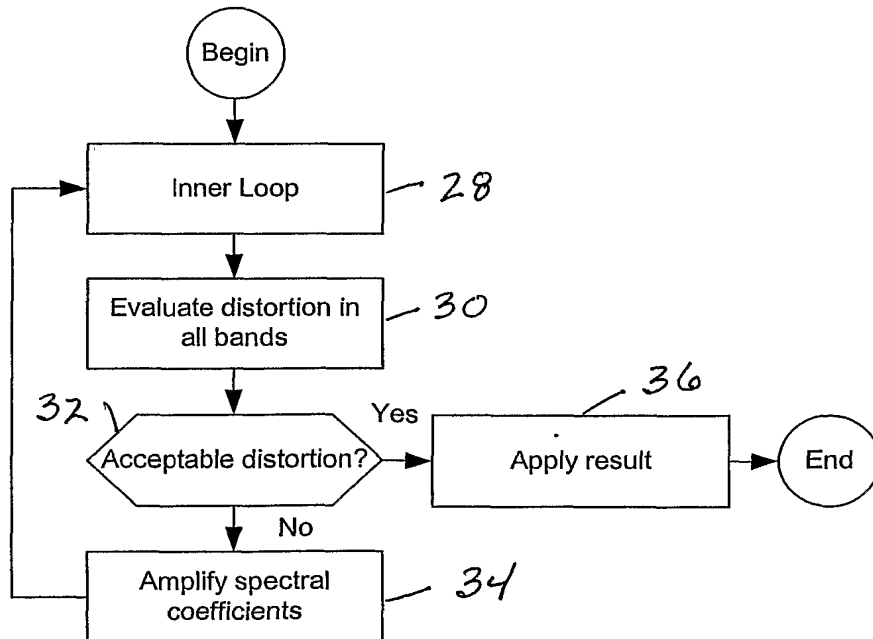 Begin
Inner Loop
28
Evaluate distortion in
all bands
30
32
Acceptable distortion?
Yes
36
Apply result
End
No
Amplify spectral
coefficients
34